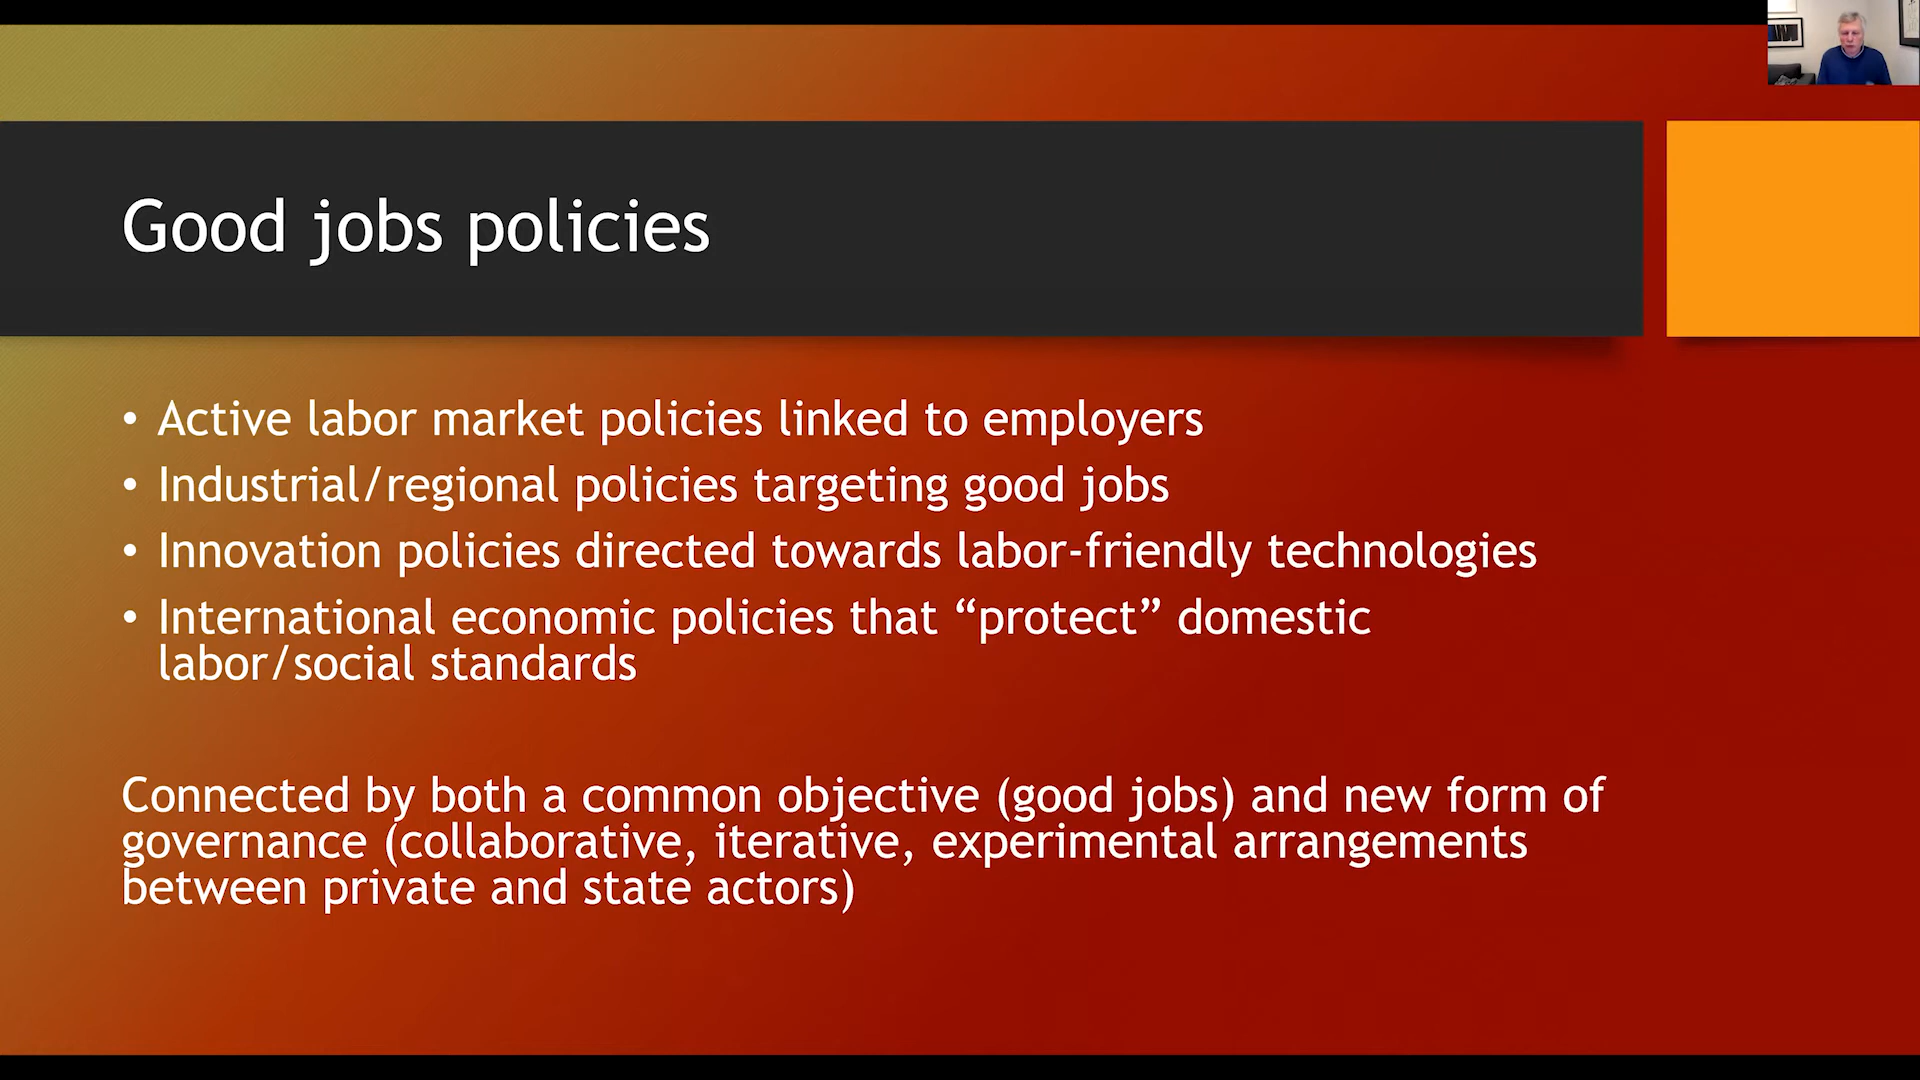 Good jobs policies
• Active labor market policies linked to employers
• Industrial/regional policies targeting good jobs
• Innovation policies directed towards labor-friendly technologies
• International economic policies that “protect” domestic
labor/social standards
Connected by both a common objective (good jobs) and new form of
governance (collaborative, iterative, experimental arrangements
between private and state actors)